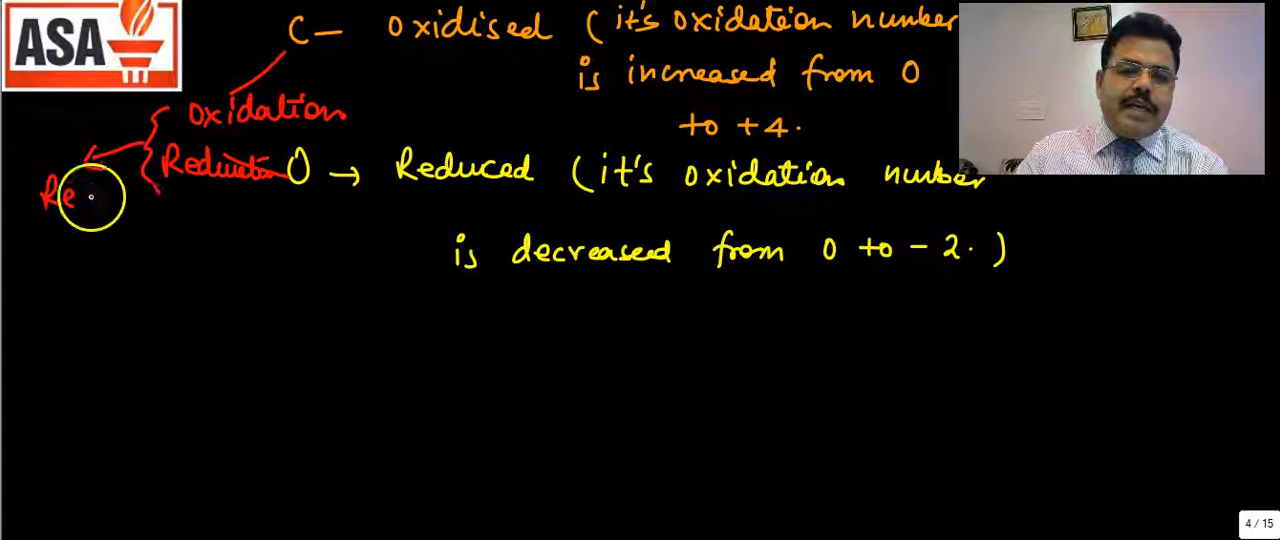 ASA
C — Oxidised (it's oxidation number
is increased from 0
to +4.
Oxidation
Reduction
O → Reduced (it's oxidation number
Re
is decreased from 0 to -2.)
4 / 15